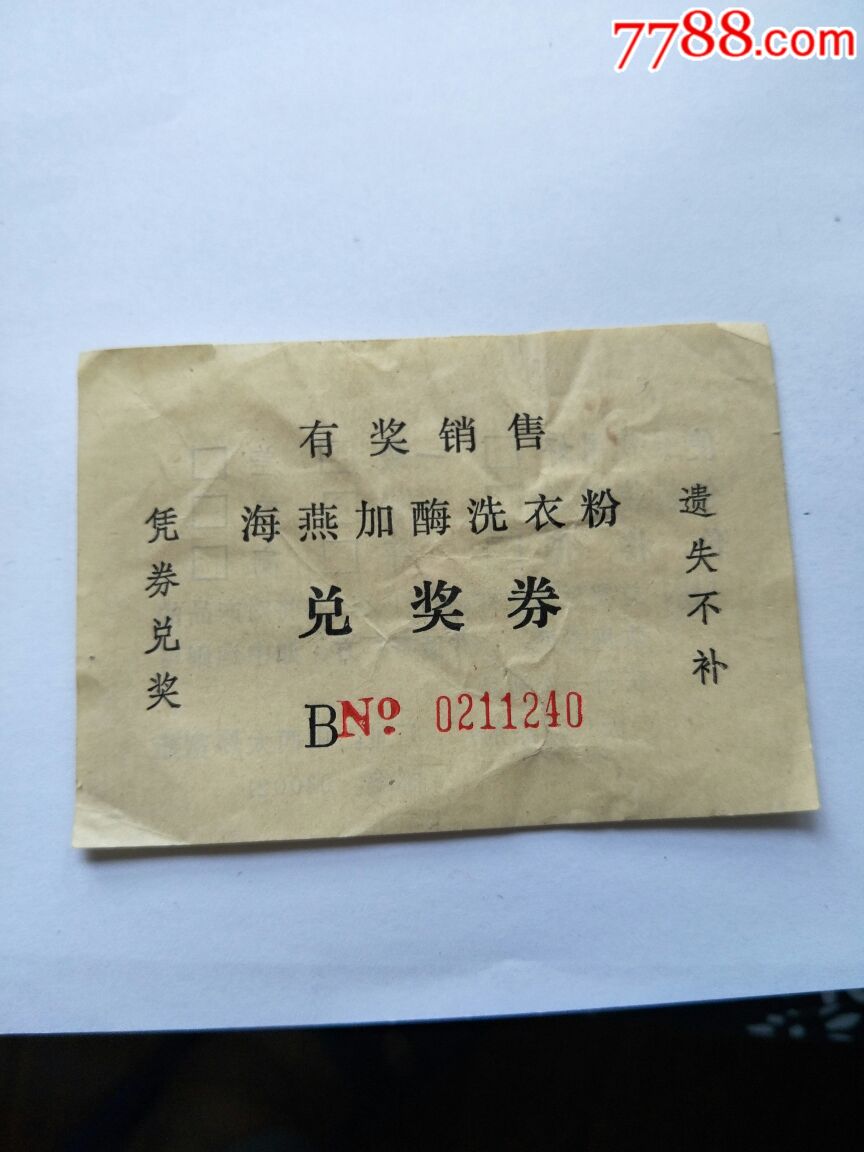 7788.com
有奖销售
海燕加酶洗衣粉
兑奖券
凭券兑奖
遗失不补
BNo 0211240